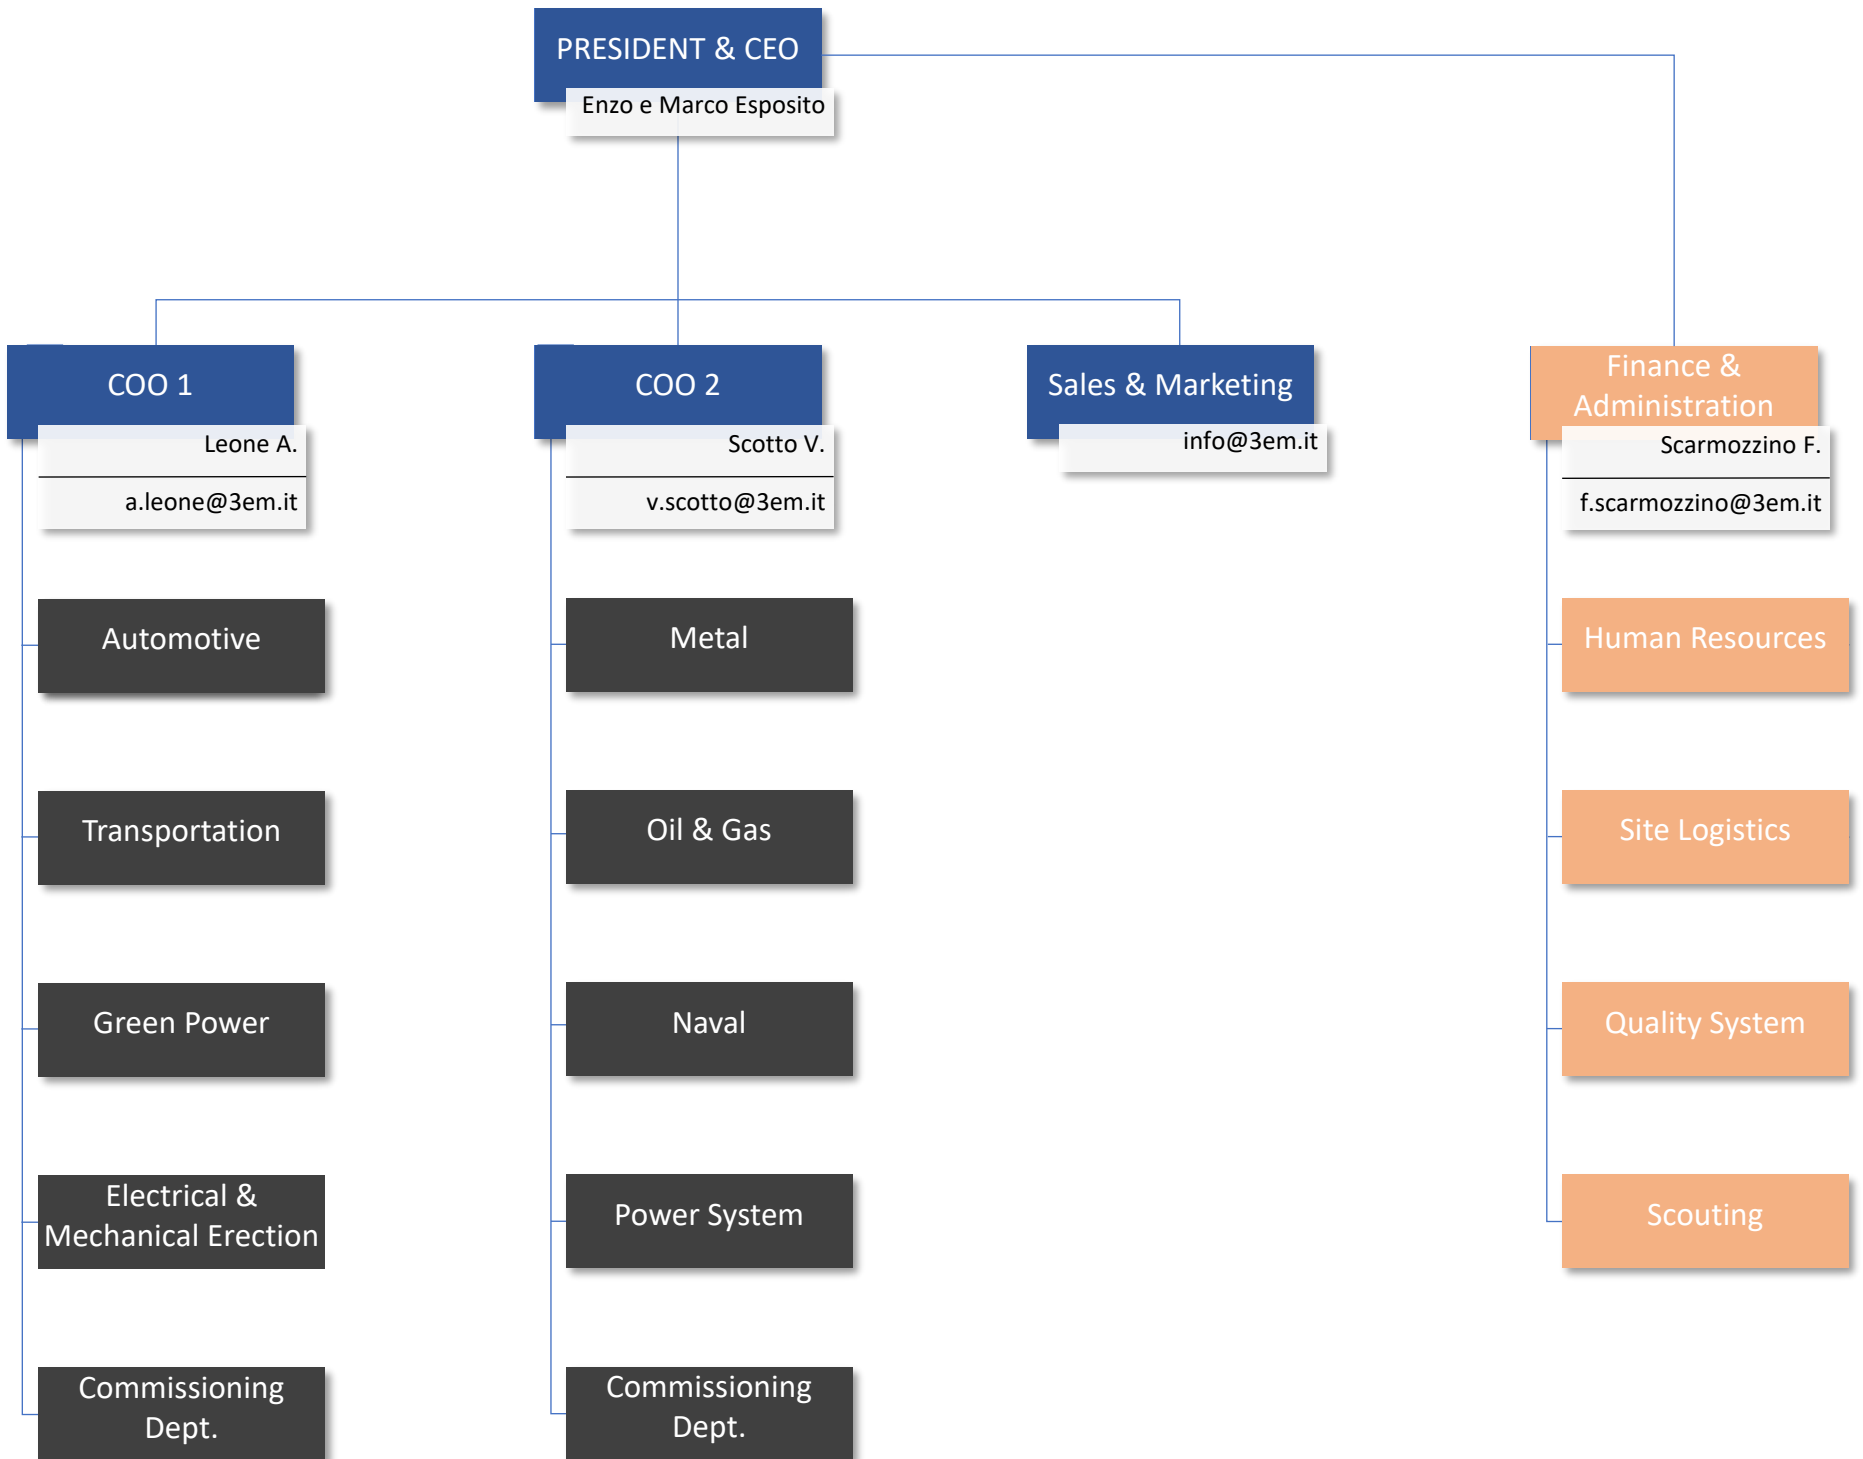 PRESIDENT & CEO
Enzo e Marco Esposito
COO 1
Leone A.
a.leone@3em.it
COO 2
Scotto V.
v.scotto@3em.it
Sales & Marketing
info@3em.it
Finance &
Administration
Scarmozzino F.
f.scarmozzino@3em.it
Automotive
Transportation
Green Power
Electrical &
Mechanical Erection
Commissioning
Dept.
Metal
Oil & Gas
Naval
Power System
Commissioning
Dept.
Human Resources
Site Logistics
Quality System
Scouting